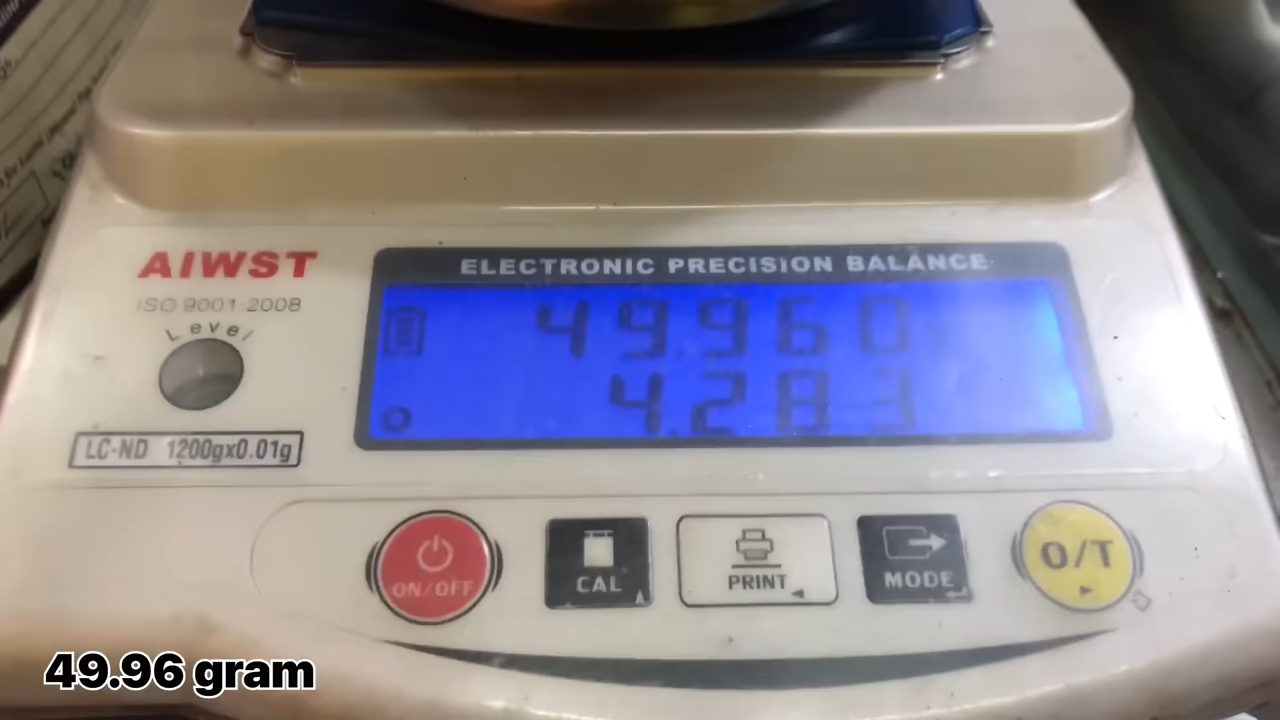 AIWST
ISO 9001:2008
Level
LC-ND 1200gx0.01g
ELECTRONIC PRECISION BALANCE
49.960
4.283
ON/OFF
CAL
PRINT
MODE
O/T
49.96 gram